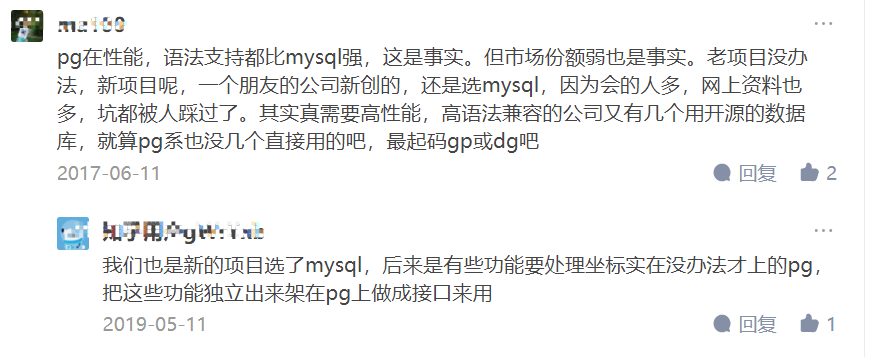 pg在性能，语法支持都比mysql强，这是事实。但市场份额弱也是事实。老项目没办
法，新项目呢，一个朋友的公司新创的，还是选mysql，因为会的人多，网上资料也
多，坑都被人踩过了。其实真需要高性能，高语法兼容的公司又有几个用开源的数据
库，就算pg系也没几个直接用的吧，最起码gp或dg吧
2017-06-11 回复 2
我们也是新的项目选了mysql，后来是有些功能要处理坐标实在没办法才上的pg，
把这些功能独立出来架在pg上做成接口来用
2019-05-11 回复 1